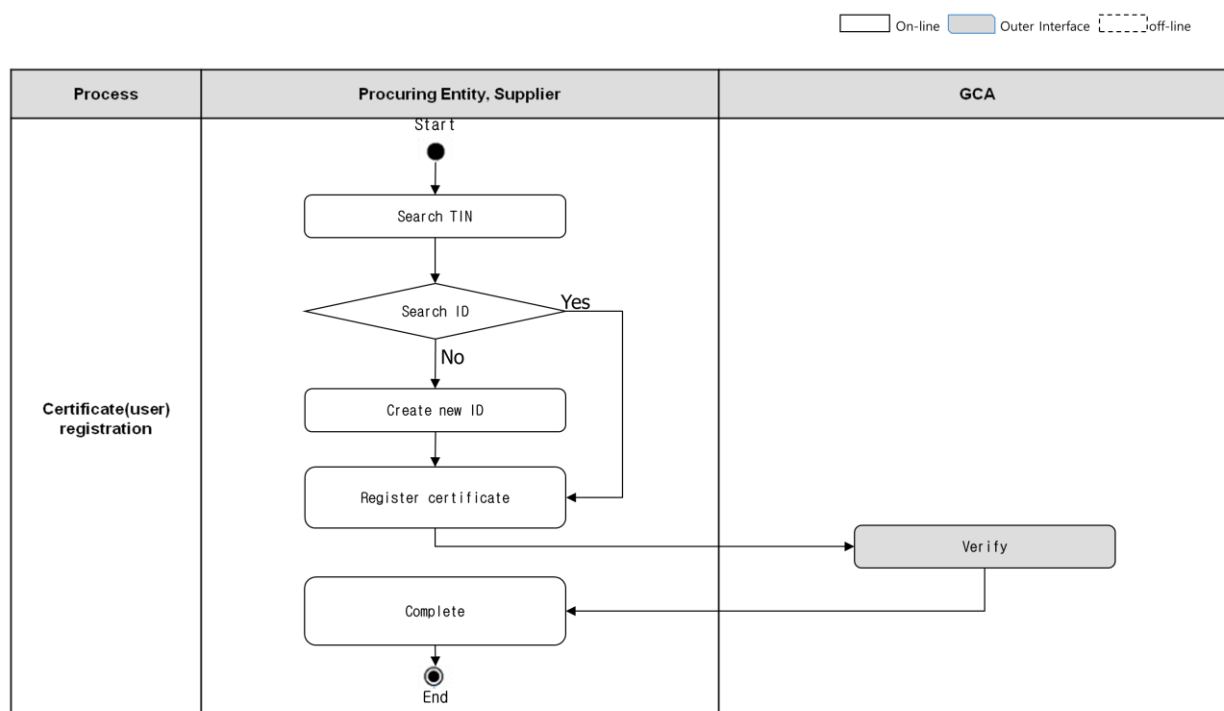 On-line Outer Interface off-line
Process Procuring Entity, Supplier GCA
Start
Search TIN
Search ID
Yes
No
Create new ID
Certificate(user)
registration
Register certificate
Verify
Complete
End